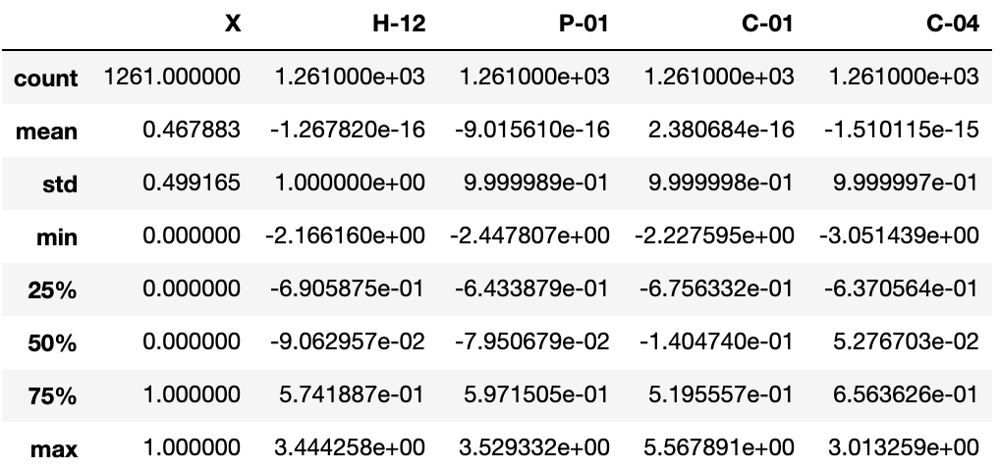 X H-12 P-01 C-01 C-04
count 1261.000000 1.261000e+03 1.261000e+03 1.261000e+03 1.261000e+03
mean 0.467883 -1.267820e-16 -9.015610e-16 2.380684e-16 -1.510115e-15
std 0.499165 1.000000e+00 9.999989e-01 9.999998e-01 9.999997e-01
min 0.000000 -2.166160e+00 -2.447807e+00 -2.227595e+00 -3.051439e+00
25% 0.000000 -6.905875e-01 -6.433879e-01 -6.756332e-01 -6.370564e-01
50% 0.000000 -9.062957e-02 -7.950679e-02 -1.404740e-01 5.276703e-02
75% 1.000000 5.741887e-01 5.971505e-01 5.195557e-01 6.563626e-01
max 1.000000 3.444258e+00 3.529332e+00 5.567891e+00 3.013259e+00